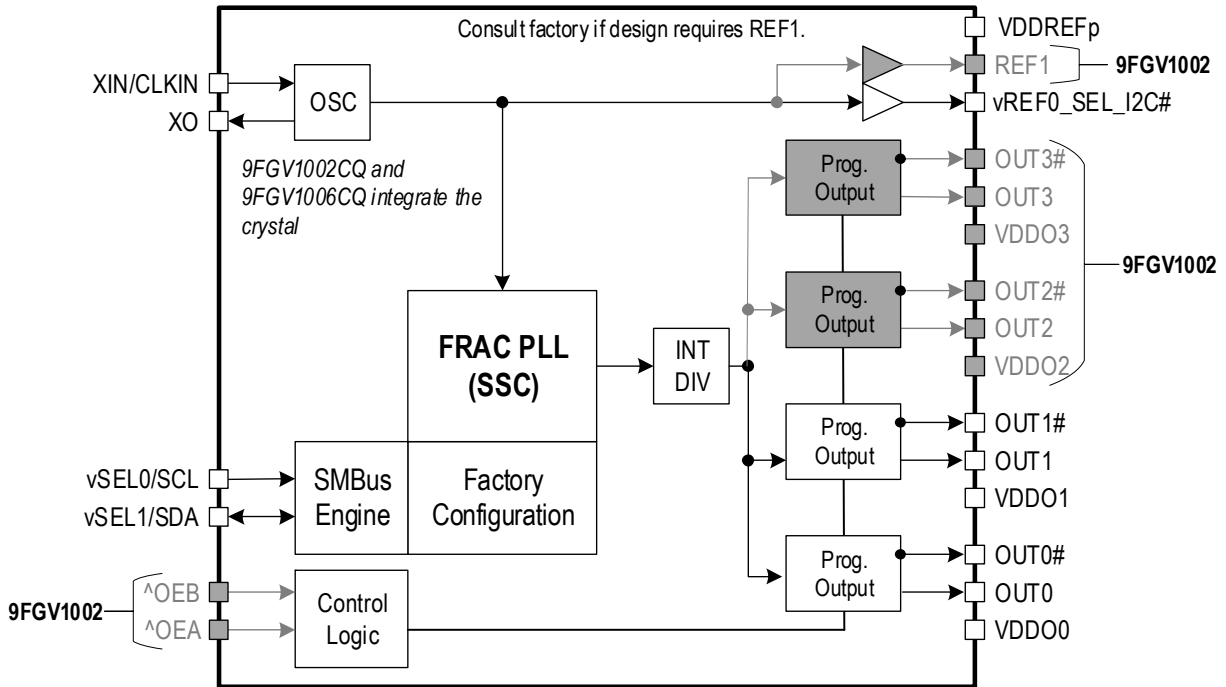 Consult factory if design requires REF1.
VDDREFp
REF1
9FGV1002
vREF0_SEL_I2C#
XIN/CLKIN
XO
OSC
9FGV1002CQ and
9FGV1006CQ integrate the
crystal
Prog.
Output
OUT3#
OUT3
VDDO3
9FGV1002
Prog.
Output
OUT2#
OUT2
VDDO2
FRAC PLL
(SSC)
INT
DIV
Prog.
Output
OUT1#
OUT1
VDDO1
vSEL0/SCL
vSEL1/SDA
SMBus
Engine
Factory
Configuration
Prog.
Output
OUT0#
OUT0
VDDO0
9FGV1002
^OEB
^OEA
Control
Logic